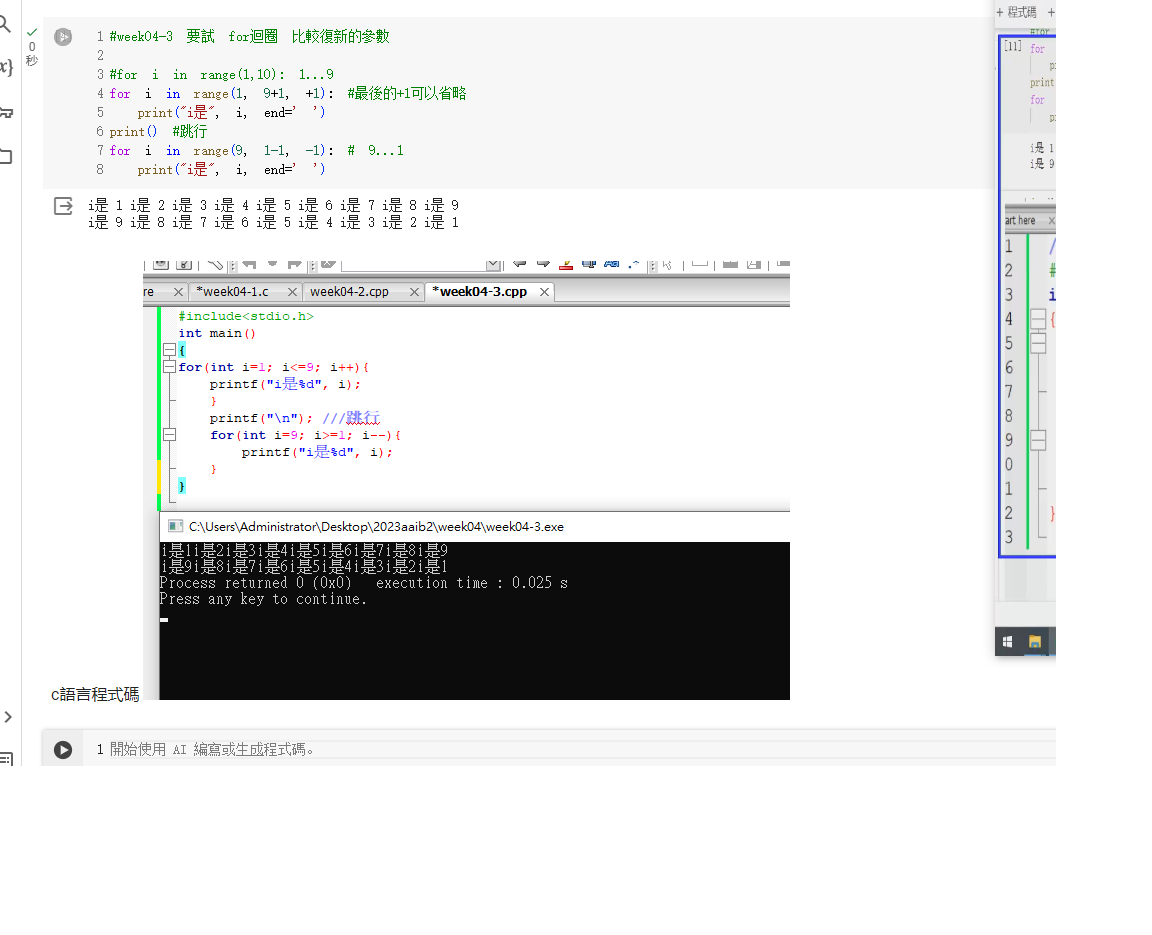 0
秒
1 #week04-3 要試 for迴圈 比較復新的參數
2
3 #for i in range(1,10): 1...9
4 for i in range(1, 9+1, +1): #最後的+1可以省略
5 print("i是", i, end=' ')
6 print() #跳行
7 for i in range(9, 1-1, -1): # 9...1
8 print("i是", i, end=' ')
i是 1 i是 2 i是 3 i是 4 i是 5 i是 6 i是 7 i是 8 i是 9
i是 9 i是 8 i是 7 i是 6 i是 5 i是 4 i是 3 i是 2 i是 1
re *week04-1.c week04-2.cpp *week04-3.cpp
#include<stdio.h>
int main()
{
for(int i=1; i<=9; i++){
printf("i是%d", i);
}
printf("\n"); ///跳行
for(int i=9; i>=1; i--){
printf("i是%d", i);
}
}
C:\Users\Administrator\Desktop\2023aaib2\week04\week04-3.exe
i是1i是2i是3i是4i是5i是6i是7i是8i是9
i是9i是8i是7i是6i是5i是4i是3i是2i是1
Process returned 0 (0x0) execution time : 0.025 s
Press any key to continue.
c語言程式碼
1 開始使用 AI 編寫或生成程式碼。
+ 程式碼 +
#for
[11] for
print
for
i是 1
i是 9
art here
1 /
2 #
3 i
4 {
5
6
7
8
9
0
1
2 }
3